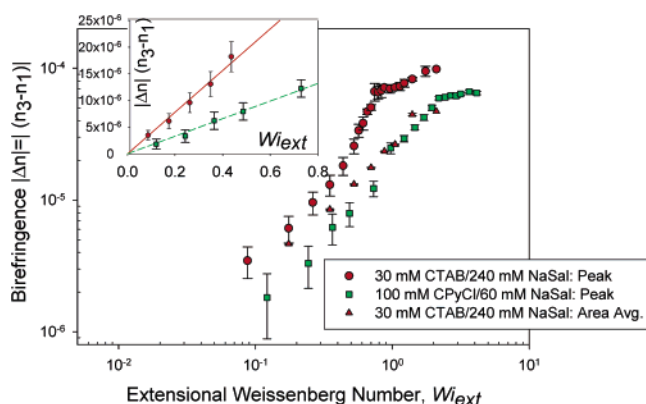 25x10-6
20x10-6
15x10-6
10x10-6
5x10-6
0
0.0 0.2 0.4 0.6 0.8
|Δn|=| (n3-n1)
Wiext
10-4
10-5
10-6
Birefringence |Δn|=| (n3-n1)|
30 mM CTAB/240 mM NaSal: Peak
100 mM CPyCl/60 mM NaSal: Peak
30 mM CTAB/240 mM NaSal: Area Avg.
10-2 10-1 100 101
Extensional Weissenberg Number, Wiext